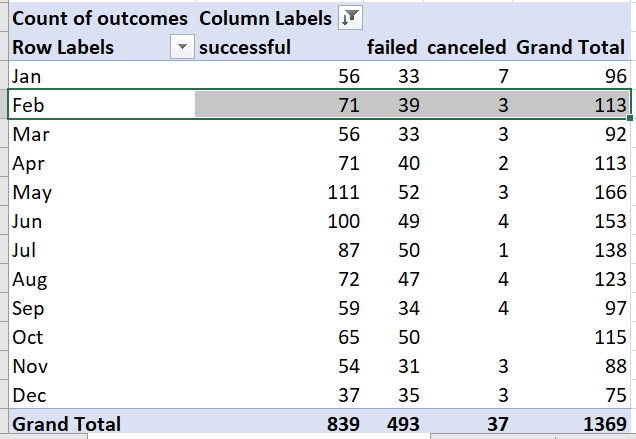 Count of outcomes Column Labels
Row Labels successful failed canceled Grand Total
Jan 56 33 7 96
Feb 71 39 3 113
Mar 56 33 3 92
Apr 71 40 2 113
May 111 52 3 166
Jun 100 49 4 153
Jul 87 50 1 138
Aug 72 47 4 123
Sep 59 34 4 97
Oct 65 50 115
Nov 54 31 3 88
Dec 37 35 3 75
Grand Total 839 493 37 1369